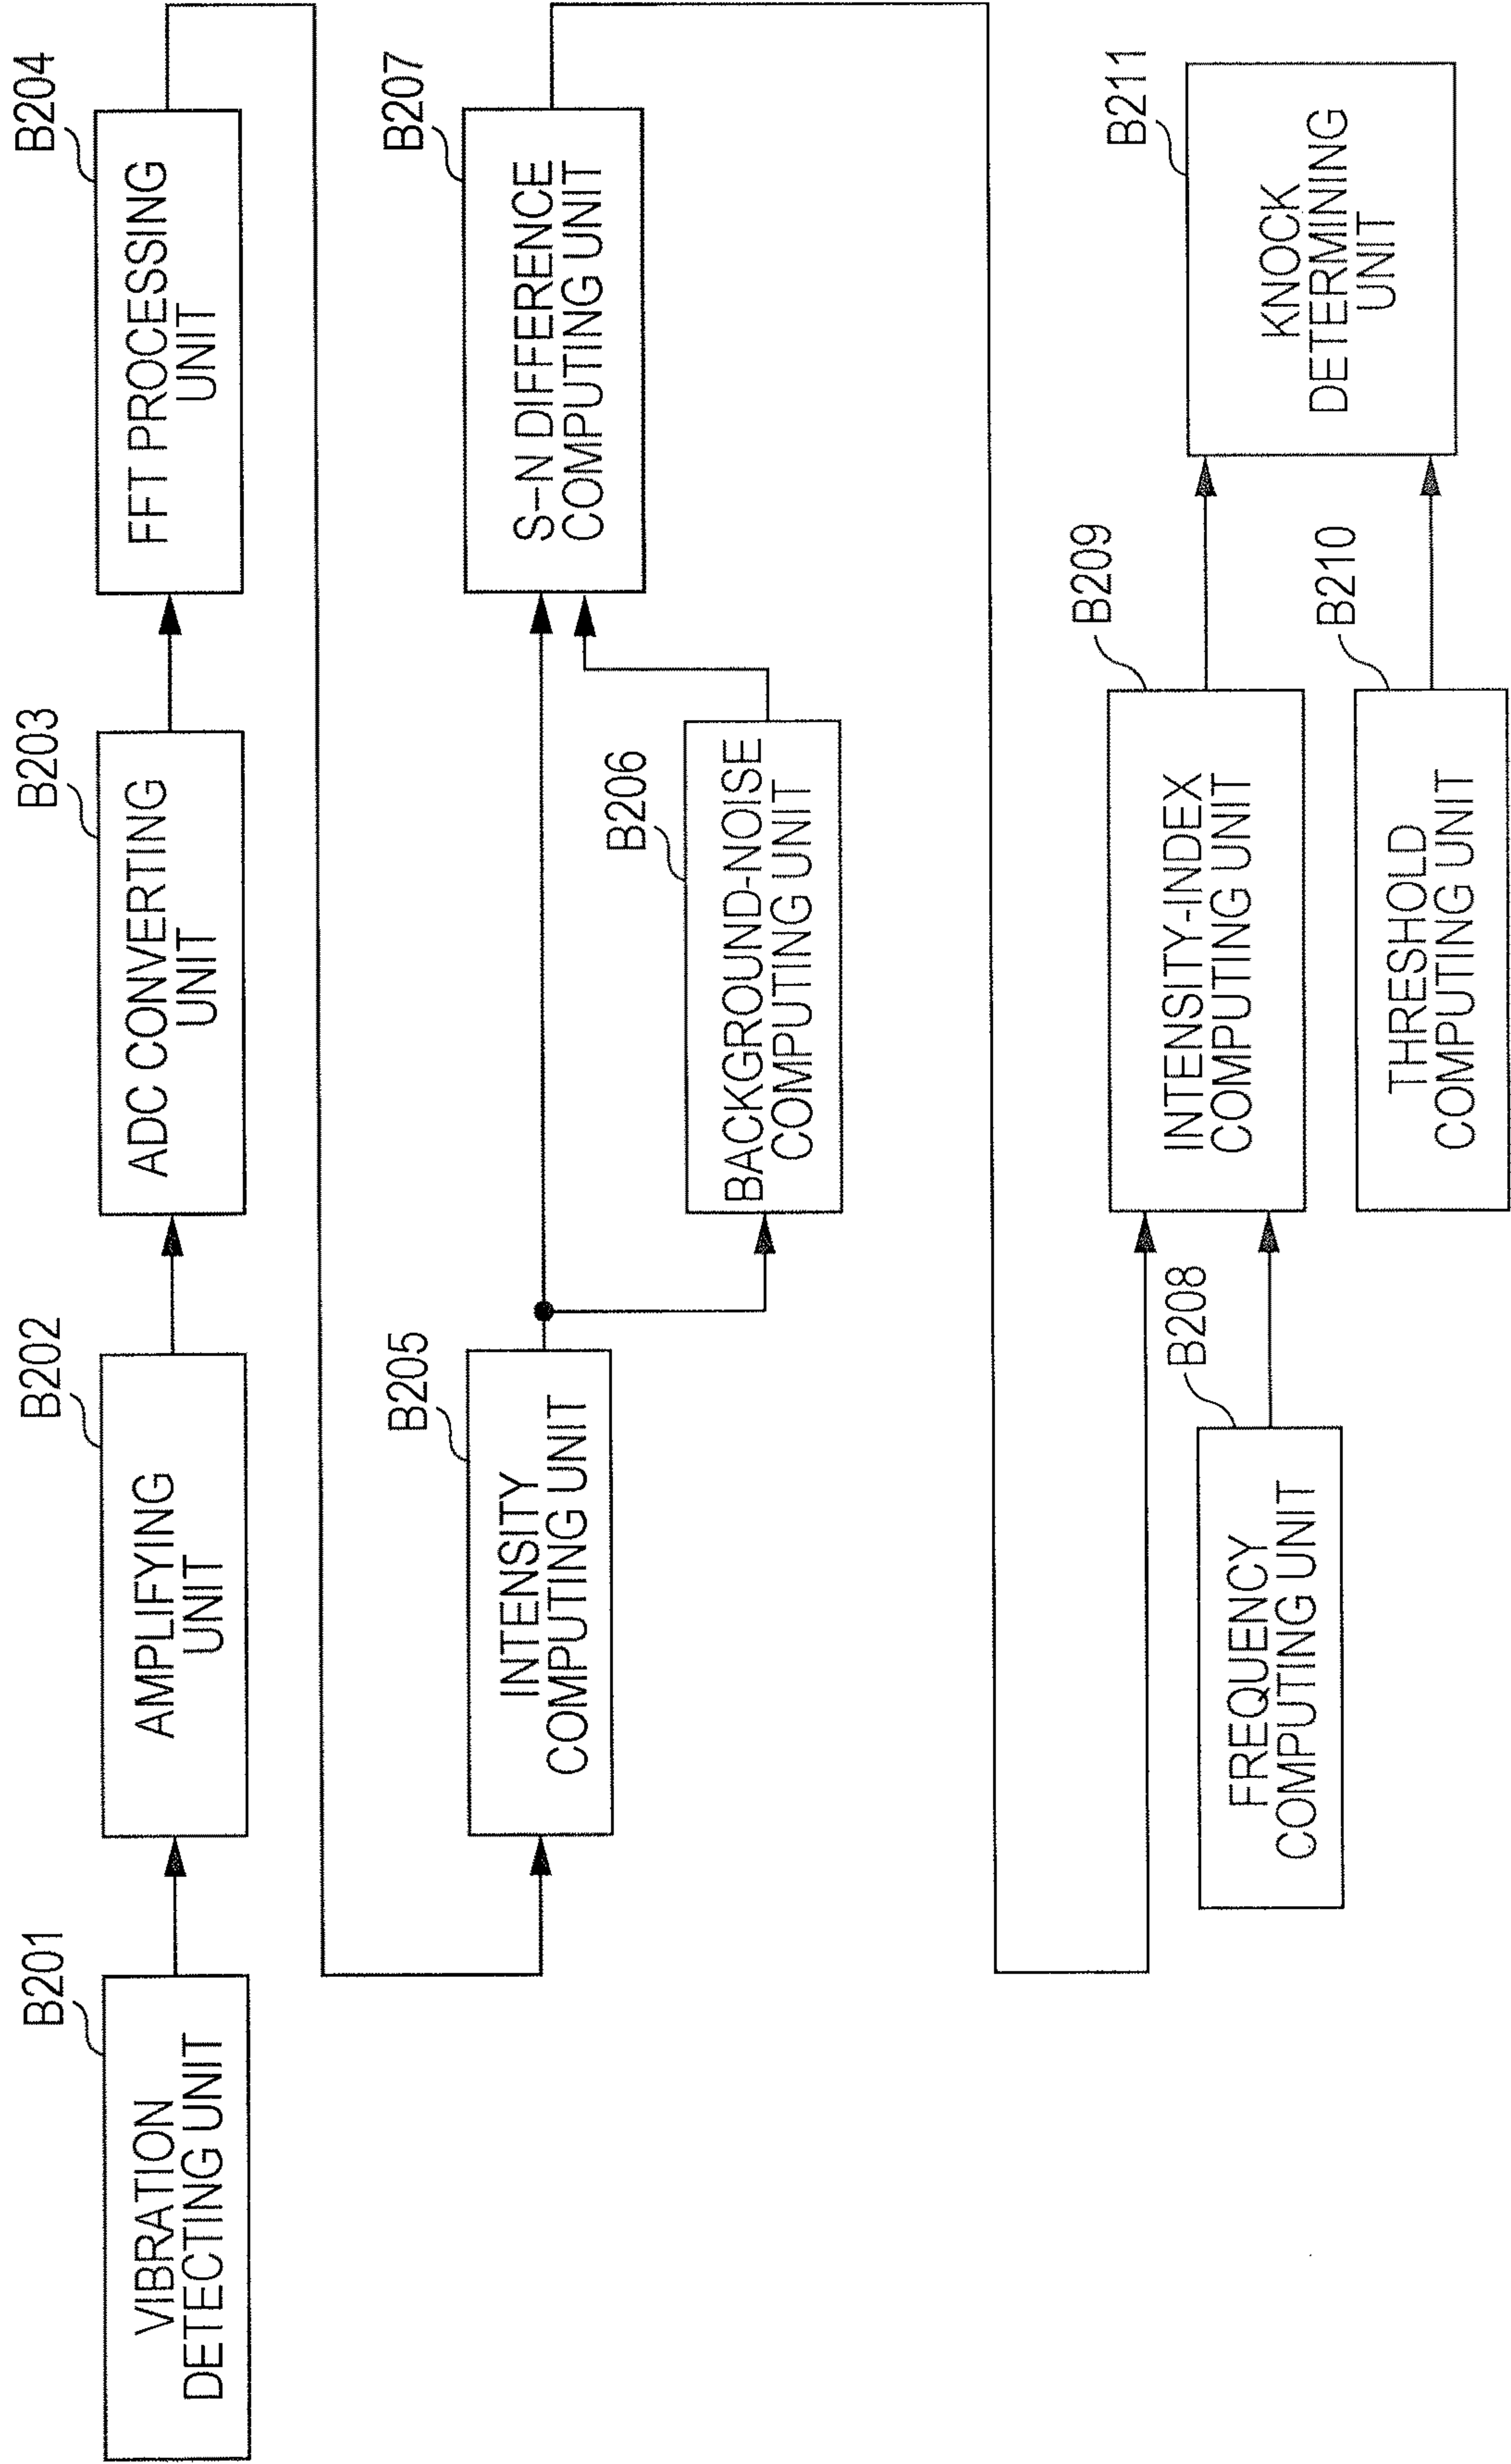 B201
VIBRATION
DETECTING UNIT
B202
AMPLIFYING
UNIT
B203
ADC CONVERTING
UNIT
B204
FFT PROCESSING
UNIT
B205
INTENSITY
COMPUTING UNIT
B206
BACKGROUND-NOISE
COMPUTING UNIT
B207
S-N DIFFERENCE
COMPUTING UNIT
B208
FREQUENCY
COMPUTING UNIT
B209
INTENSITY-INDEX
COMPUTING UNIT
B210
THRESHOLD
COMPUTING UNIT
B211
KNOCK
DETERMINING
UNIT